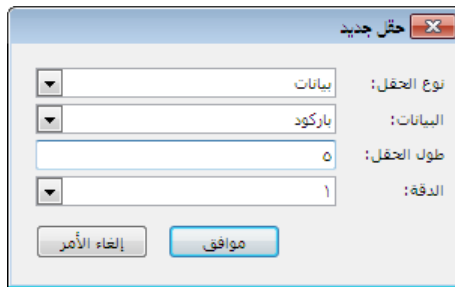 حقل جديد
نوع الحقل: بيانات
البيانات: باركود
طول الحقل: ٥
الدقة: ١
موافق إلغاء الأمر